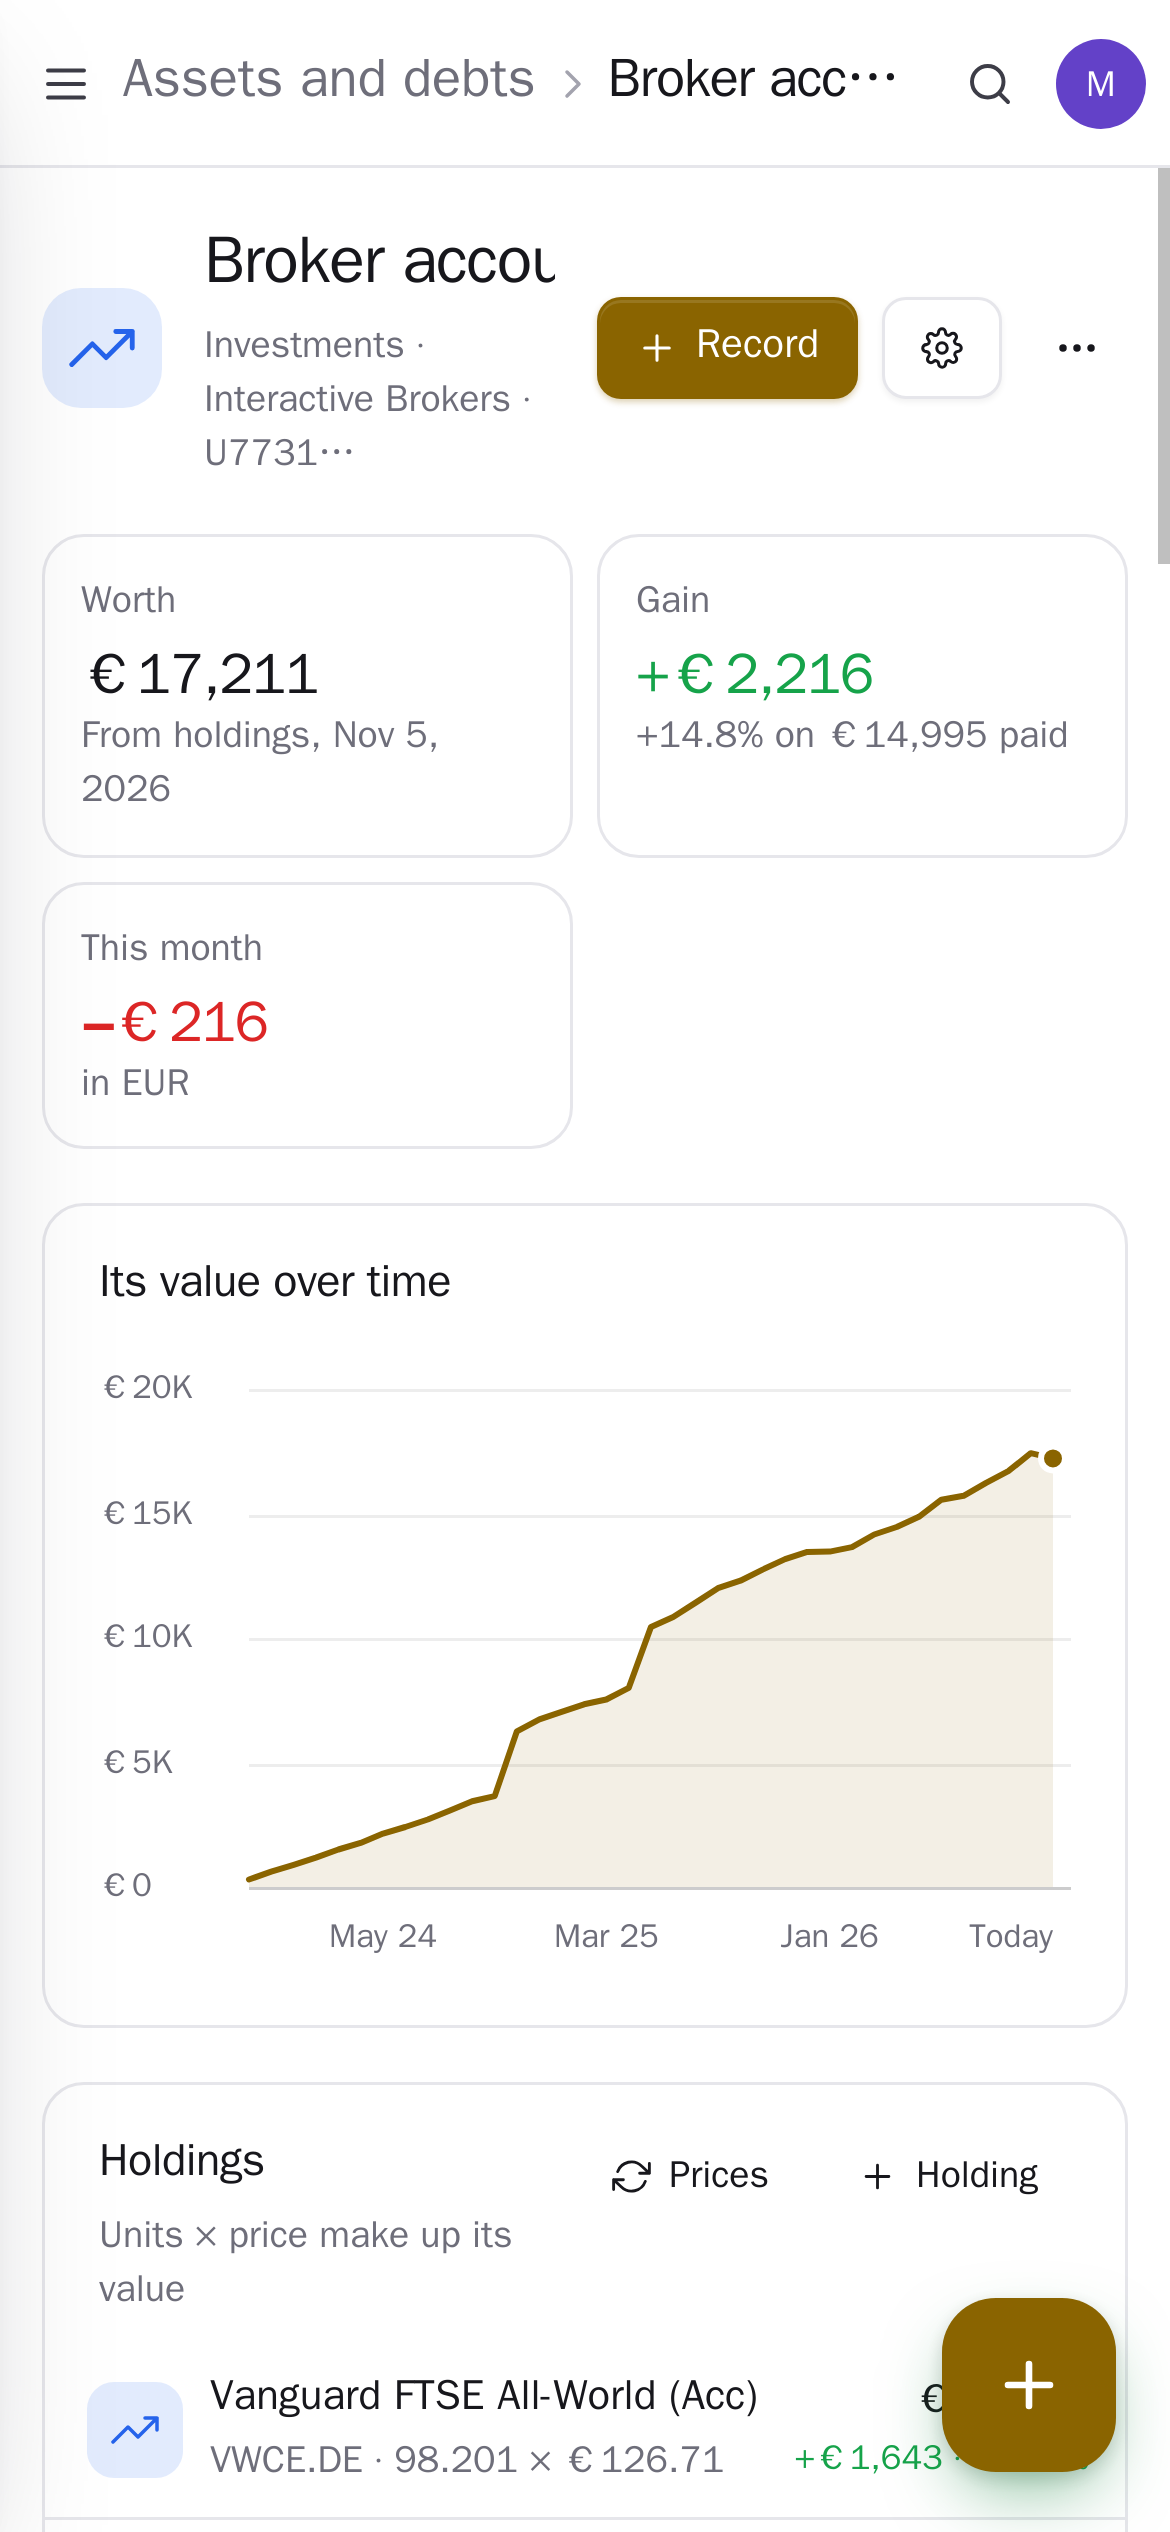 Assets and debts > Broker acc···
M
Broker accou
Investments ·
Interactive Brokers ·
U7731···
+ Record
Worth
€ 17,211
From holdings, Nov 5,
2026
Gain
+€ 2,216
+14.8% on € 14,995 paid
This month
−€ 216
in EUR
Its value over time
€ 20K
€ 15K
€ 10K
€ 5K
€ 0
May 24
Mar 25
Jan 26
Today
Holdings
Prices
+ Holding
Units × price make up its
value
Vanguard FTSE All-World (Acc)
€
VWCE.DE · 98.201 × € 126.71
+€ 1,643 ·